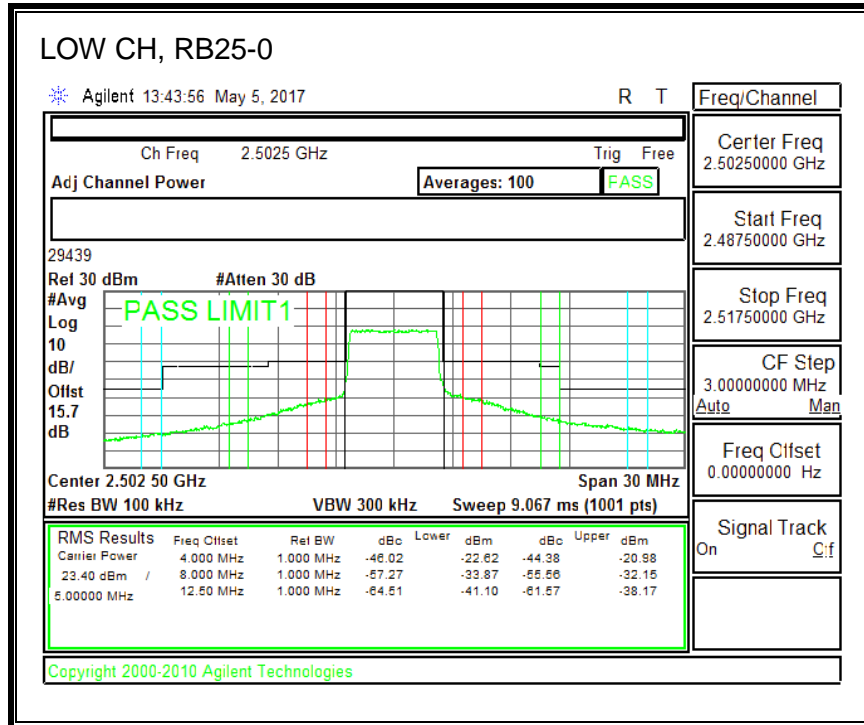 LOW CH, RB25-0
Agilent 13:43:56 May 5, 2017 R T
Freq/Channel
Ch Freq 2.5025 GHz Trig Free
Adj Channel Power Averages: 100 PASS
Center Freq
2.50250000 GHz
Start Freq
2.48750000 GHz
Stop Freq
2.51750000 GHz
CF Step
3.00000000 MHz
Auto Man
Freq Offset
0.00000000 Hz
Signal Track
On Off
29439
Ref 30 dBm #Atten 30 dB
#Avg
Log
10
dB/
Offst
15.7
dB
PASS LIMIT1
Center 2.502 50 GHz Span 30 MHz
#Res BW 100 kHz VBW 300 kHz Sweep 9.067 ms (1001 pts)
RMS Results Freq Offset Ref BW dBc Lower dBm dBc Upper dBm
Carrier Power 4.000 MHz 1.000 MHz -46.02 -22.62 -44.38 -20.98
23.40 dBm / 8.000 MHz 1.000 MHz -57.27 -33.87 -55.56 -32.15
5.00000 MHz 12.50 MHz 1.000 MHz -64.51 -41.10 -61.57 -38.17
Copyright 2000-2010 Agilent Technologies